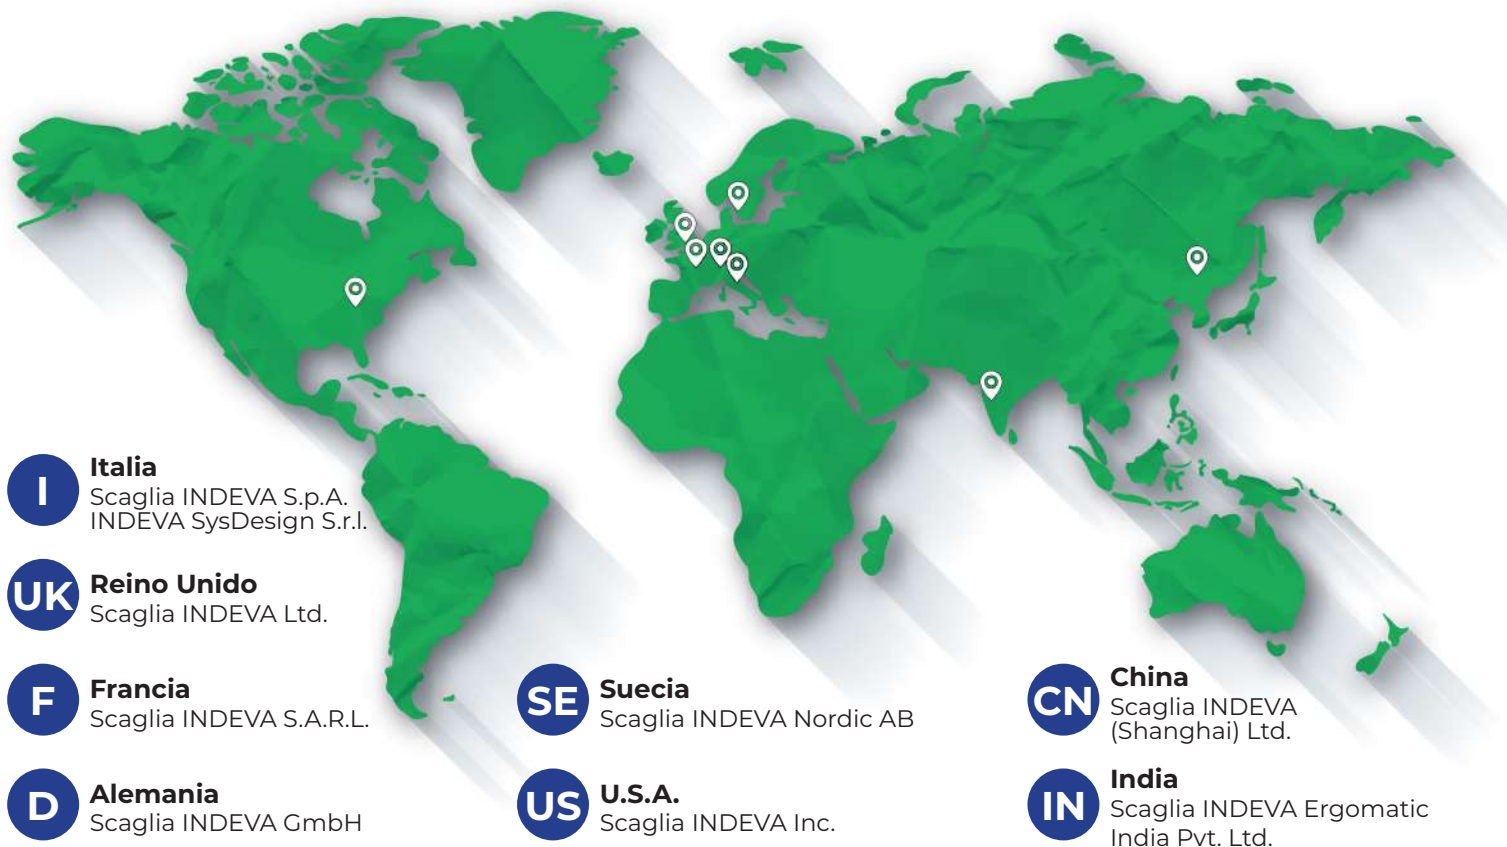 I
Italia
Scaglia INDEVA S.p.A.
INDEVA SysDesign S.r.l.
UK
Reino Unido
Scaglia INDEVA Ltd.
F
Francia
Scaglia INDEVA S.A.R.L.
D
Alemania
Scaglia INDEVA GmbH
SE
Suecia
Scaglia INDEVA Nordic AB
US
U.S.A.
Scaglia INDEVA Inc.
CN
China
Scaglia INDEVA
(Shanghai) Ltd.
IN
India
Scaglia INDEVA Ergomatic
India Pvt. Ltd.